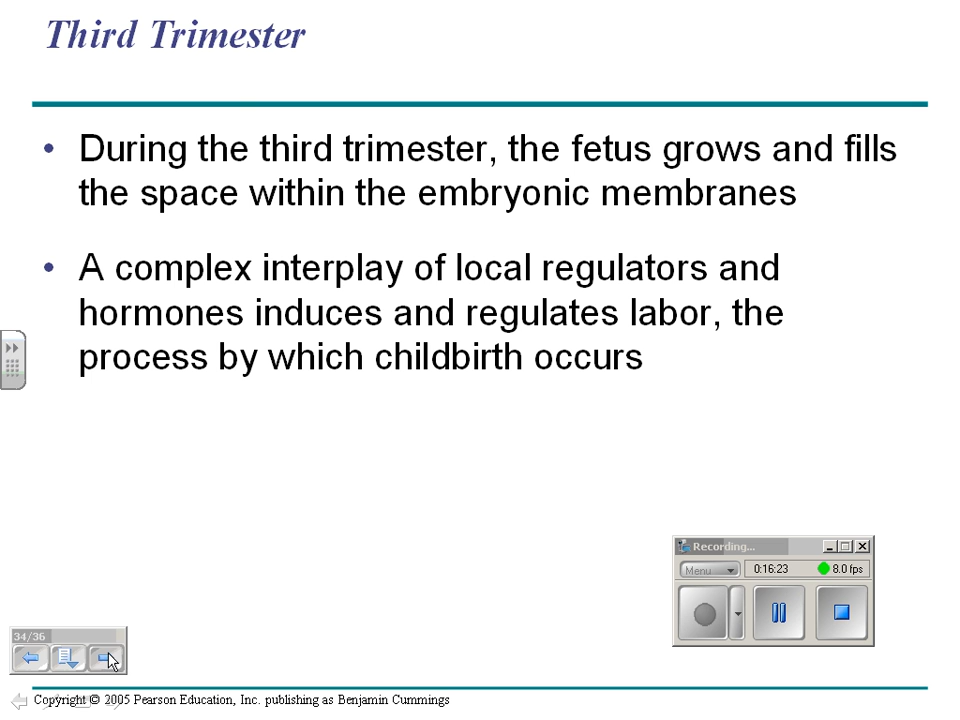 Third Trimester
• During the third trimester, the fetus grows and fills
the space within the embryonic membranes
• A complex interplay of local regulators and
hormones induces and regulates labor, the
process by which childbirth occurs
Recording...
Menu 0:16:23 8.0 fps
34/36
Copyright © 2005 Pearson Education, Inc. publishing as Benjamin Cummings